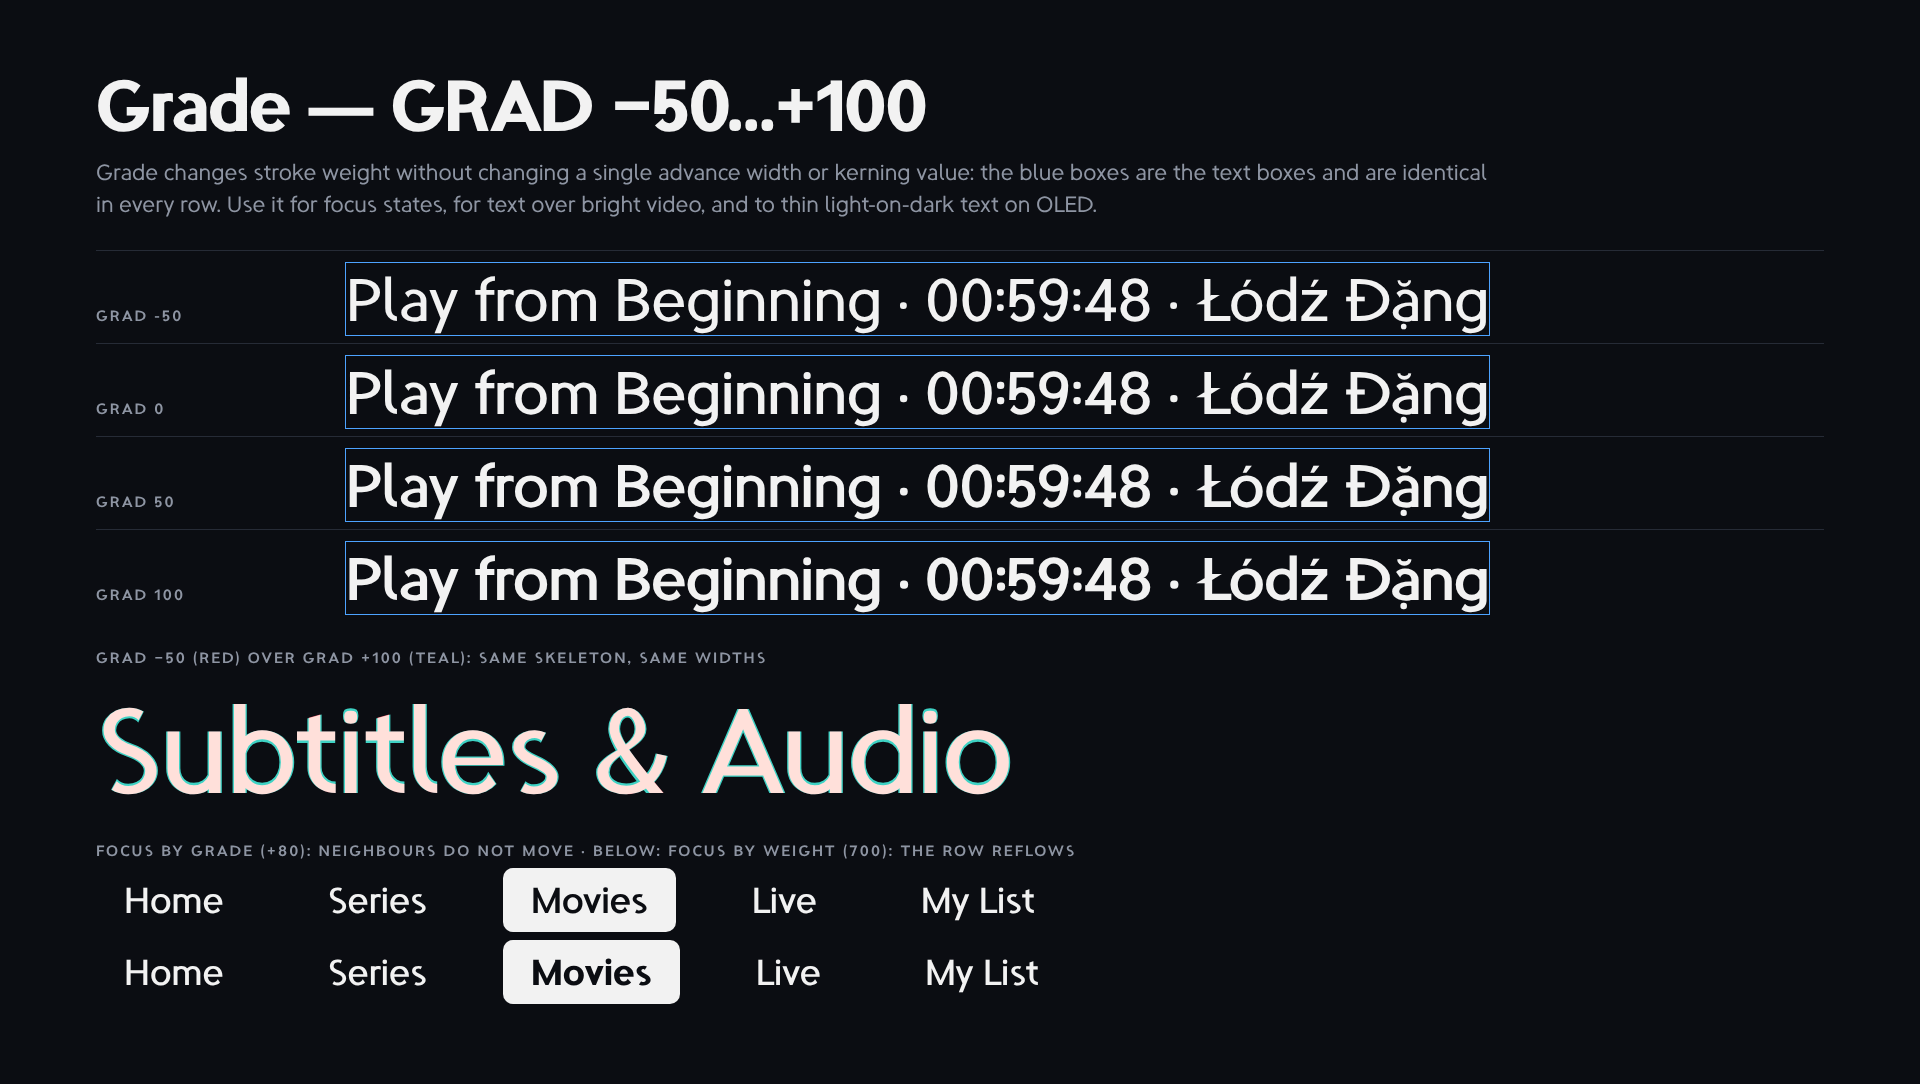 Grade — GRAD −50…+100
Grade changes stroke weight without changing a single advance width or kerning value: the blue boxes are the text boxes and are identical
in every row. Use it for focus states, for text over bright video, and to thin light-on-dark text on OLED.
GRAD -50 Play from Beginning · 00:59:48 · Łódź Đặng
GRAD 0 Play from Beginning · 00:59:48 · Łódź Đặng
GRAD 50 Play from Beginning · 00:59:48 · Łódź Đặng
GRAD 100 Play from Beginning · 00:59:48 · Łódź Đặng
GRAD −50 (RED) OVER GRAD +100 (TEAL): SAME SKELETON, SAME WIDTHS
Subtitles & Audio
FOCUS BY GRADE (+80): NEIGHBOURS DO NOT MOVE · BELOW: FOCUS BY WEIGHT (700): THE ROW REFLOWS
Home Series Movies Live My List
Home Series Movies Live My List